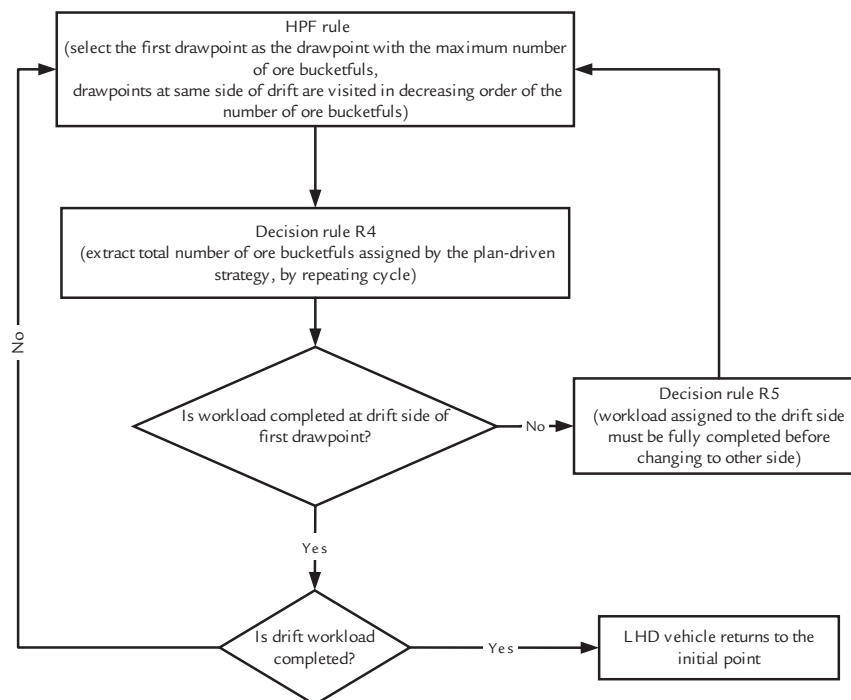 HPF rule
(select the first drawpoint as the drawpoint with the maximum number
of ore bucketfuls,
drawpoints at same side of drift are visited in decreasing order of the
number of ore bucketfuls)
Decision rule R4
(extract total number of ore bucketfuls assigned by the plan-driven
strategy, by repeating cycle)
No
Is workload completed at drift side of
first drawpoint?
No
Decision rule R5
(workload assigned to the drift side
must be fully completed before
changing to other side)
Yes
Is drift workload
completed?
Yes
LHD vehicle returns to the
initial point